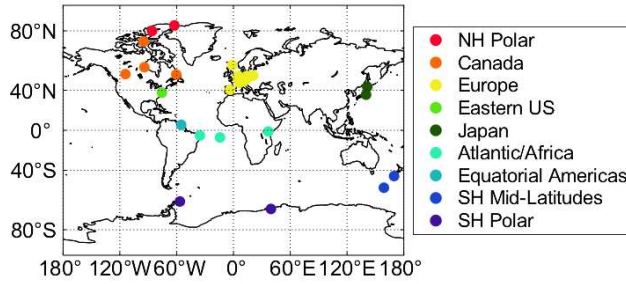 80°N
40°N
0°
40°S
80°S
180°W
120°W
60°W
0°
60°E
120°E
180°E
NH Polar
Canada
Europe
Eastern US
Japan
Atlantic/Africa
Equatorial Americas
SH Mid-Latitudes
SH Polar